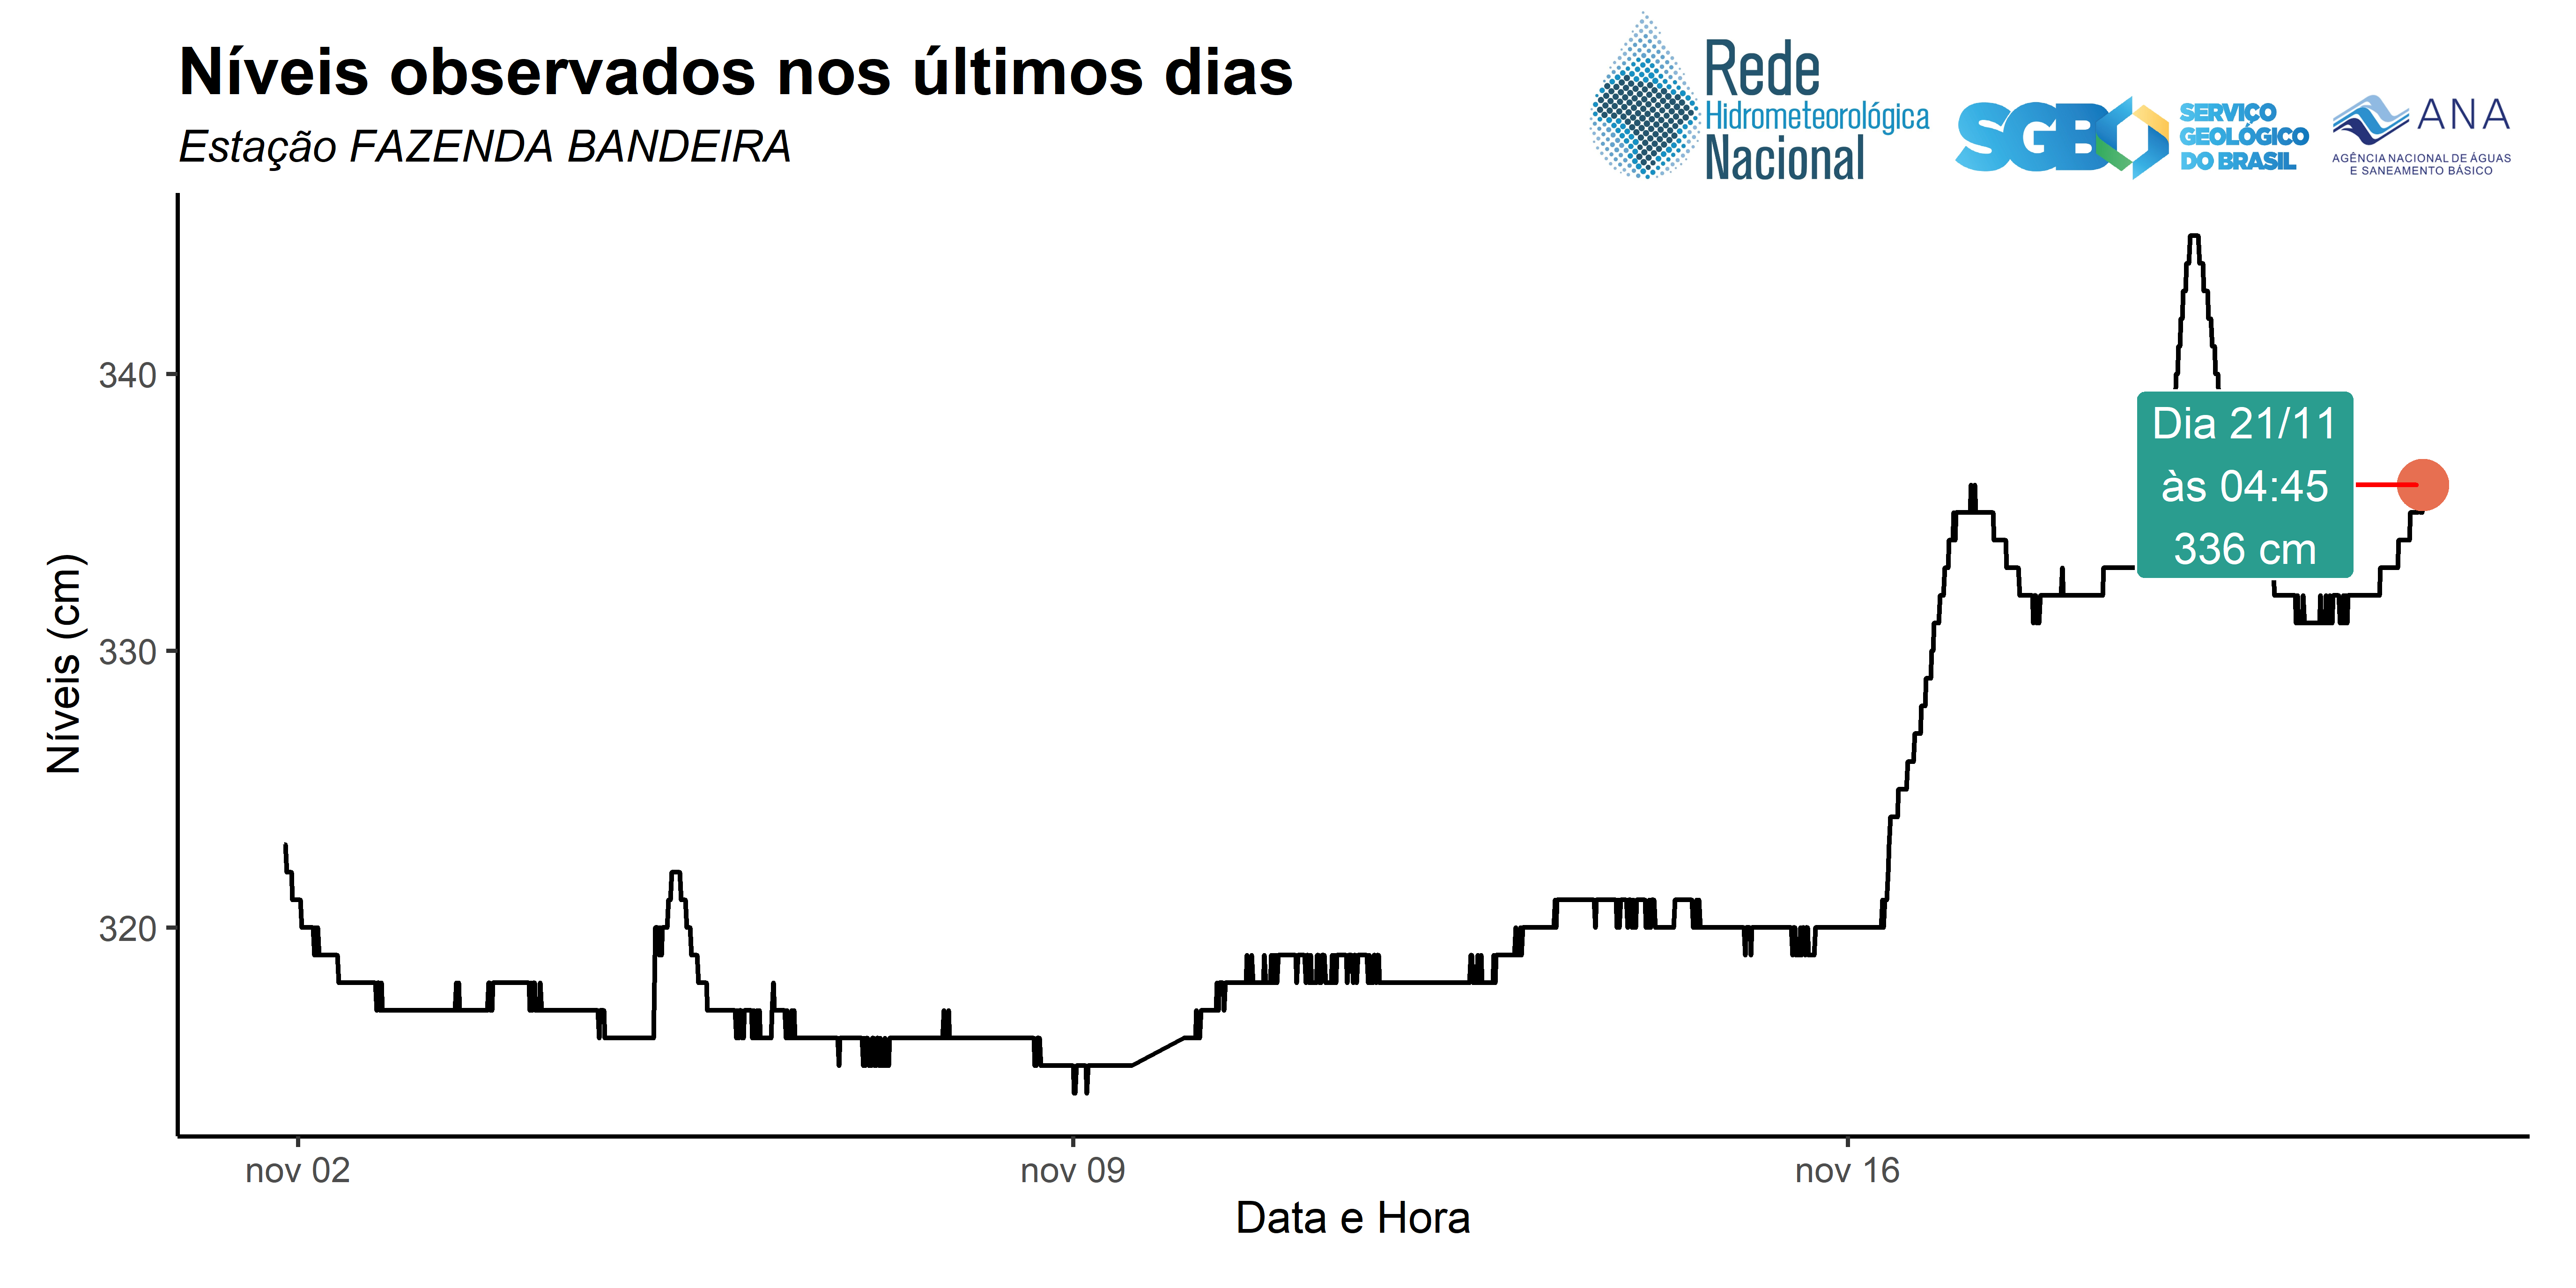 Níveis observados nos últimos dias
Estação FAZENDA BANDEIRA
Rede
Hidrometeorológica
Nacional
SGB
SERVIÇO
GEOLÓGICO
DO BRASIL
ANA
AGÊNCIA NACIONAL DE ÁGUAS
E SANEAMENTO BÁSICO
Níveis (cm)
340
330
320
Dia 21/11
às 04:45
336 cm
nov 02
nov 09
nov 16
Data e Hora